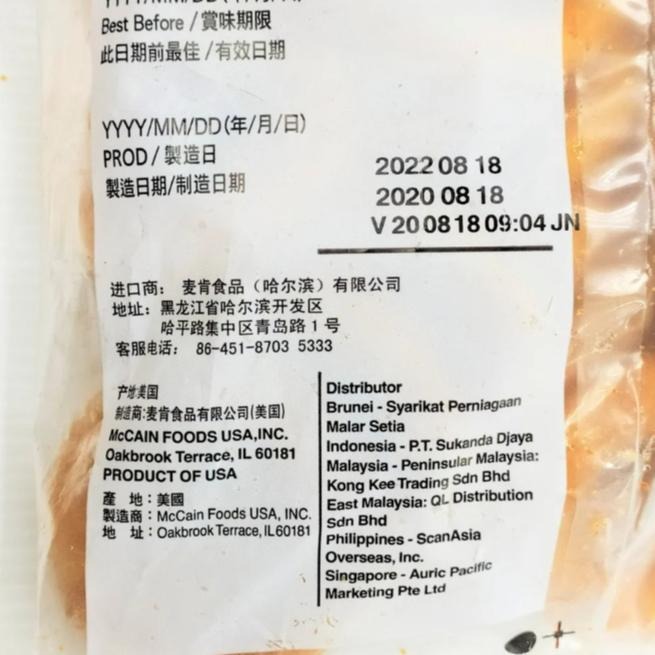 YYYY/MM/DD(年/月/日)
Best Before / 賞味期限
此日期前最佳 / 有效日期
YYYY/MM/DD(年/月/日)
PROD / 製造日
製造日期/制造日期
2022 08 18
2020 08 18
V 20 08 18 09:04 JN
进口商： 麦肯食品（哈尔滨）有限公司
地址： 黑龙江省哈尔滨开发区
哈平路集中区青岛路 1 号
客服电话： 86-451-8703 5333
产地:美国
制造商:麦肯食品有限公司(美国)
McCAIN FOODS USA,INC.
Oakbrook Terrace, IL 60181
PRODUCT OF USA
產 地：美國
製造商：McCain Foods USA, INC.
地 址：Oakbrook Terrace, IL60181
Distributor
Brunei - Syarikat Perniagaan
Malar Setia
Indonesia - P.T. Sukanda Djaya
Malaysia - Peninsular Malaysia:
Kong Kee Trading Sdn Bhd
East Malaysia: QL Distribution
Sdn Bhd
Philippines - ScanAsia
Overseas, Inc.
Singapore - Auric Pacific
Marketing Pte Ltd